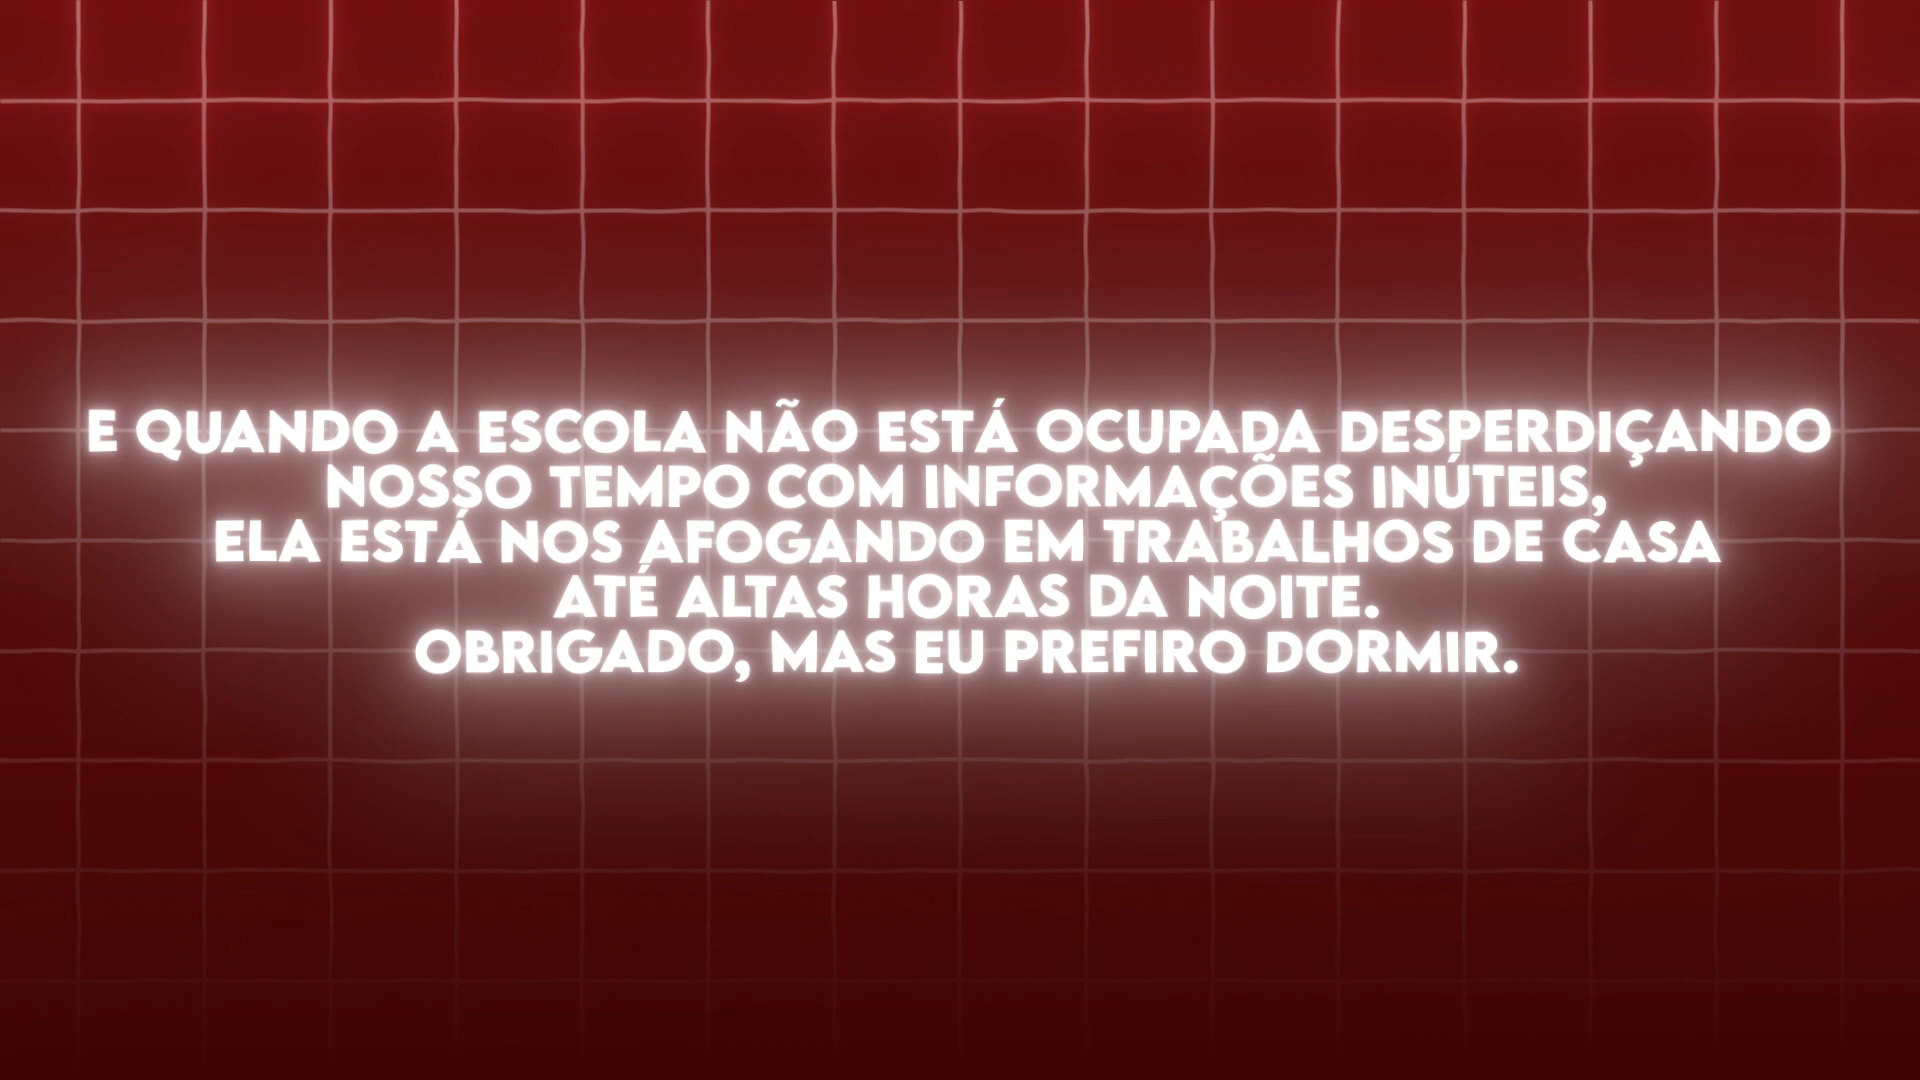 E QUANDO A ESCOLA NÃO ESTÁ OCUPADA DESPERDIÇANDO
NOSSO TEMPO COM INFORMAÇÕES INÚTEIS,
ELA ESTÁ NOS AFOGANDO EM TRABALHOS DE CASA
ATÉ ALTAS HORAS DA NOITE.
OBRIGADO, MAS EU PREFIRO DORMIR.